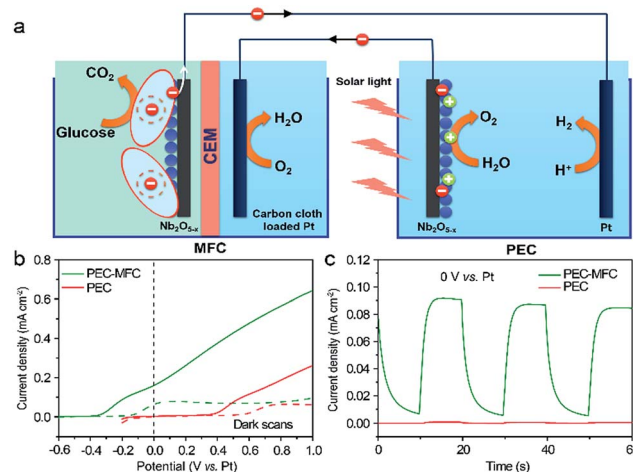 a
CO2
Glucose
Nb2O5-x
CEM
H2O
O2
Carbon cloth
loaded Pt
MFC
Solar light
O2
H2O
Nb2O5-x
H2
H+
Pt
PEC
b
Current density (mA cm-2)
0.8
0.6
0.4
0.2
0.0
PEC-MFC
PEC
Dark scans
-0.6 -0.4 -0.2 0.0 0.2 0.4 0.6 0.8 1.0
Potential (V vs. Pt)
c
Current density (mA cm-2)
0.12
0.10
0.08
0.06
0.04
0.02
0.00
0 V vs. Pt
PEC-MFC
PEC
0 20 40 6
Time (s)